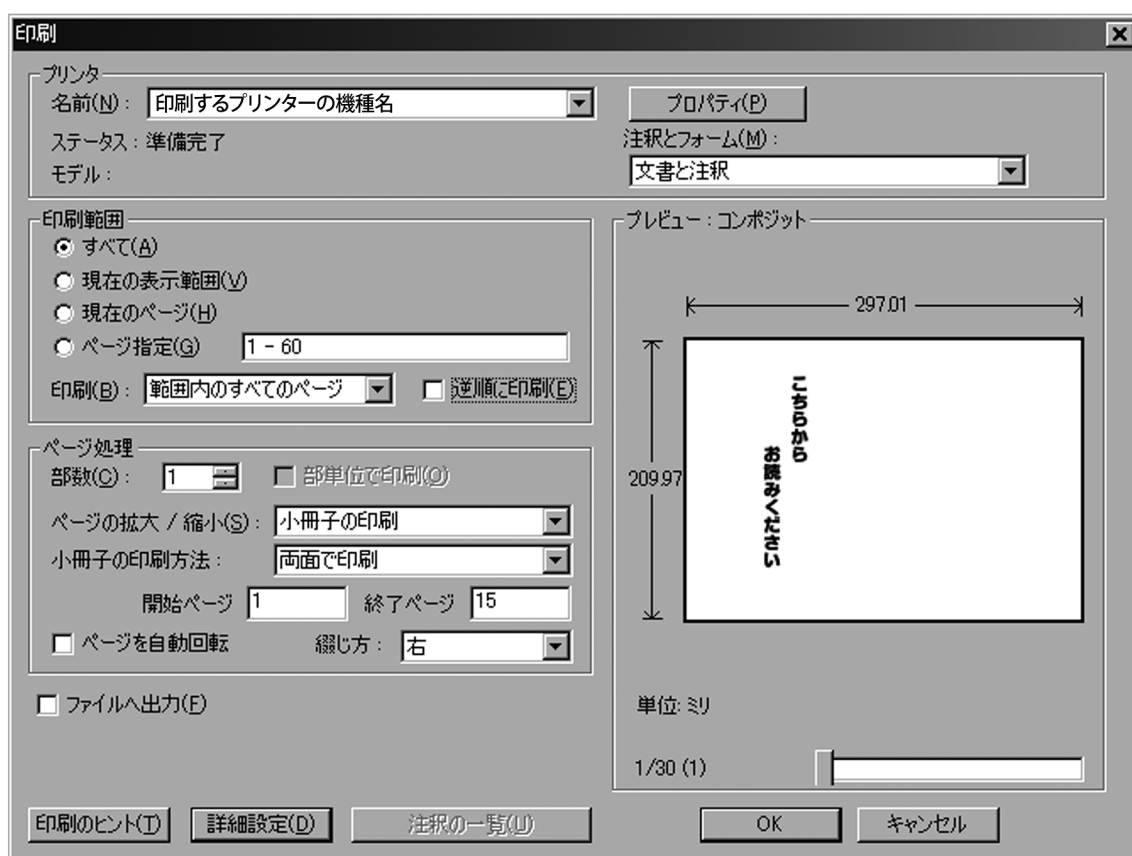 印刷
プリンタ
名前(N)： 印刷するプリンターの機種名 プロパティ(P)
ステータス： 準備完了 注釈とフォーム(M)：
モデル： 文書と注釈
印刷範囲
すべて(A)
現在の表示範囲(V)
現在のページ(H)
ページ指定(G) 1 - 60
印刷(B)： 範囲内のすべてのページ 逆順に印刷(E)
ページ処理
部数(C)： 1 部単位で印刷(O)
ページの拡大 / 縮小(S)： 小冊子の印刷
小冊子の印刷方法： 両面で印刷
開始ページ 1 終了ページ 15
ページを自動回転 綴じ方： 右
ファイルへ出力(F)
プレビュー：コンポジット
297.01
209.97
こちらから
お読みください
単位: ミリ
1/30 (1)
印刷のヒント(T) 詳細設定(D) 注釈の一覧(U) OK キャンセル